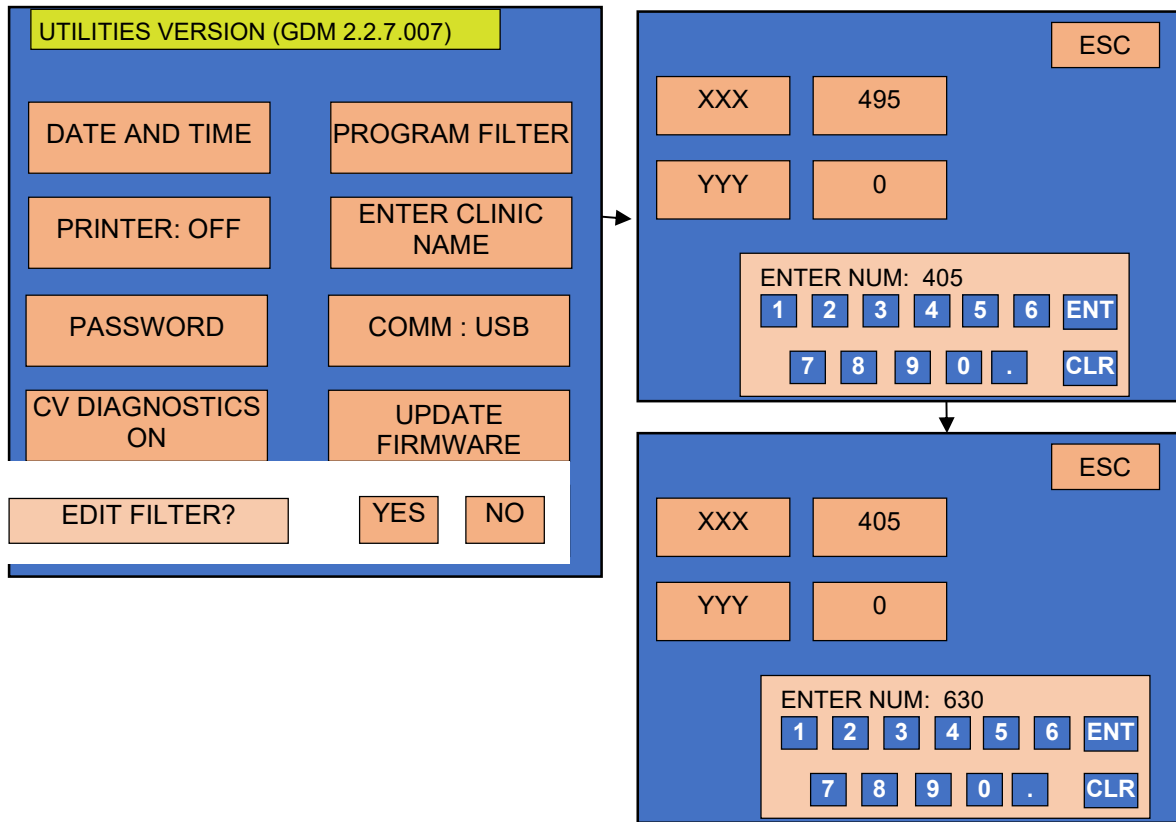 UTILITIES VERSION (GDM 2.2.7.007)
DATE AND TIME
PROGRAM FILTER
PRINTER: OFF
ENTER CLINIC
NAME
PASSWORD
COMM : USB
CV DIAGNOSTICS
ON
UPDATE
FIRMWARE
EDIT FILTER?
YES
NO
ESC
XXX
495
YYY
0
ENTER NUM: 405
1 2 3 4 5 6 ENT
7 8 9 0 . CLR
ESC
XXX
405
YYY
0
ENTER NUM: 630
1 2 3 4 5 6 ENT
7 8 9 0 . CLR